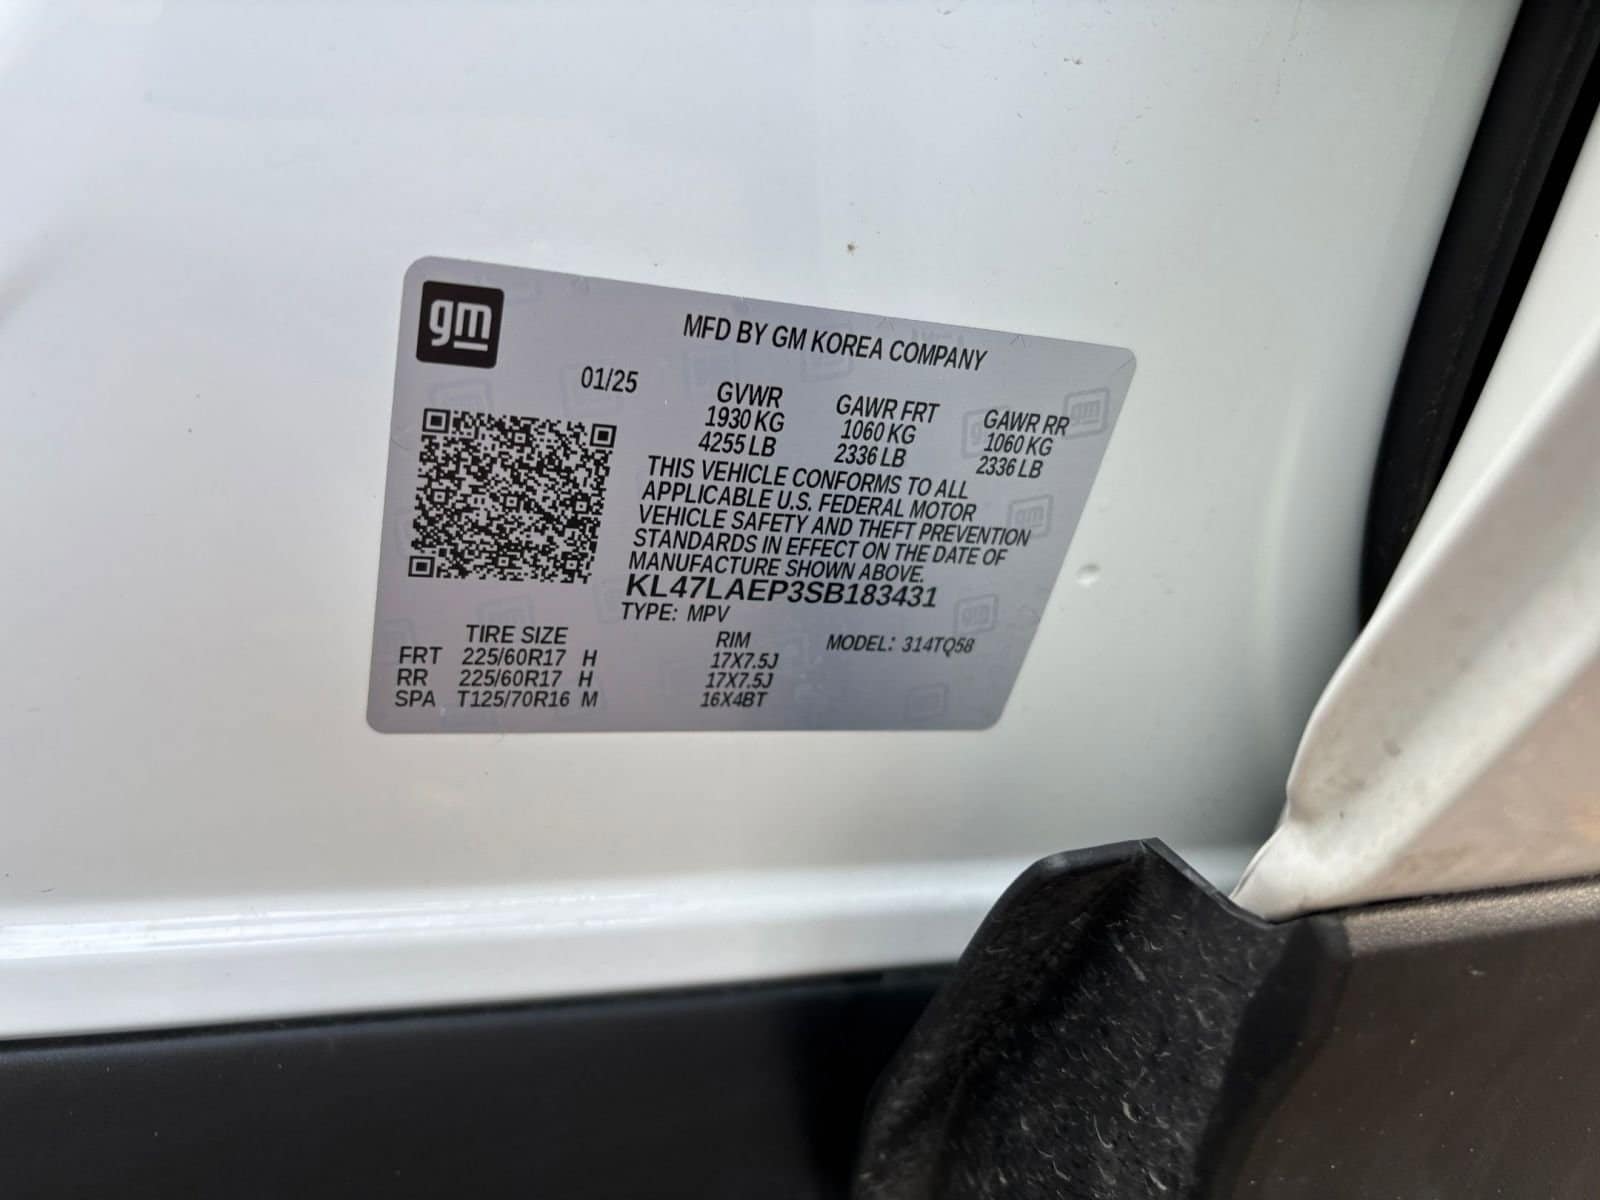 gm
MFD BY GM KOREA COMPANY
01/25
GVWR GAWR FRT GAWR RR
1930 KG 1060 KG 1060 KG
4255 LB 2336 LB 2336 LB
THIS VEHICLE CONFORMS TO ALL
APPLICABLE U.S. FEDERAL MOTOR
VEHICLE SAFETY AND THEFT PREVENTION
STANDARDS IN EFFECT ON THE DATE OF
MANUFACTURE SHOWN ABOVE.
KL47LAEP3SB183431
TYPE: MPV
TIRE SIZE RIM MODEL: 314TQ58
FRT 225/60R17 H 17X7.5J
RR 225/60R17 H 17X7.5J
SPA T125/70R16 M 16X4BT